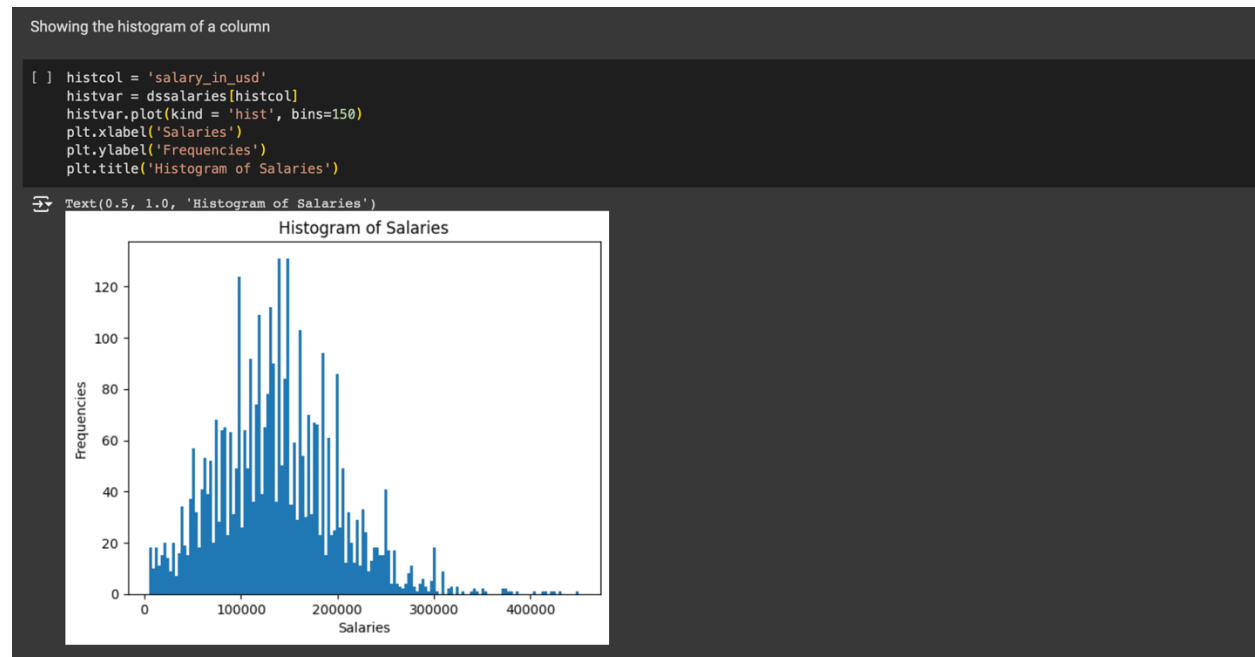 Showing the histogram of a column
[ ] histcol = 'salary_in_usd'
histvar = dssalaries[histcol]
histvar.plot(kind = 'hist', bins=150)
plt.xlabel('Salaries')
plt.ylabel('Frequencies')
plt.title('Histogram of Salaries')
Text(0.5, 1.0, 'Histogram of Salaries')
Histogram of Salaries
120
100
80
60
40
20
0
Frequencies
0 100000 200000 300000 400000
Salaries